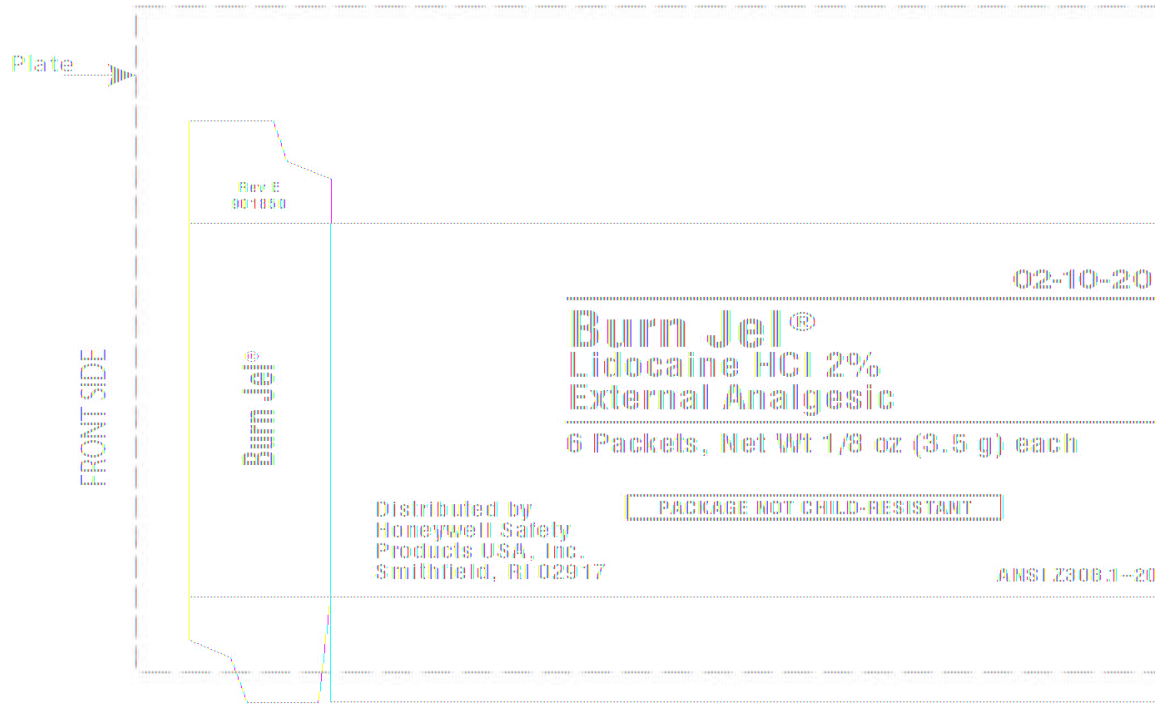 Plate
Rev E
901850
FRONT SIDE
Burn Jel®
02-10-20
Burn Jel®
Lidocaine HCl 2%
External Analgesic
6 Packets, Net Wt 1/8 oz (3.5 g) each
PACKAGE NOT CHILD-RESISTANT
Distributed by
Honeywell Safety
Products USA, Inc.
Smithfield, RI 02917
ANSI Z308.1-20